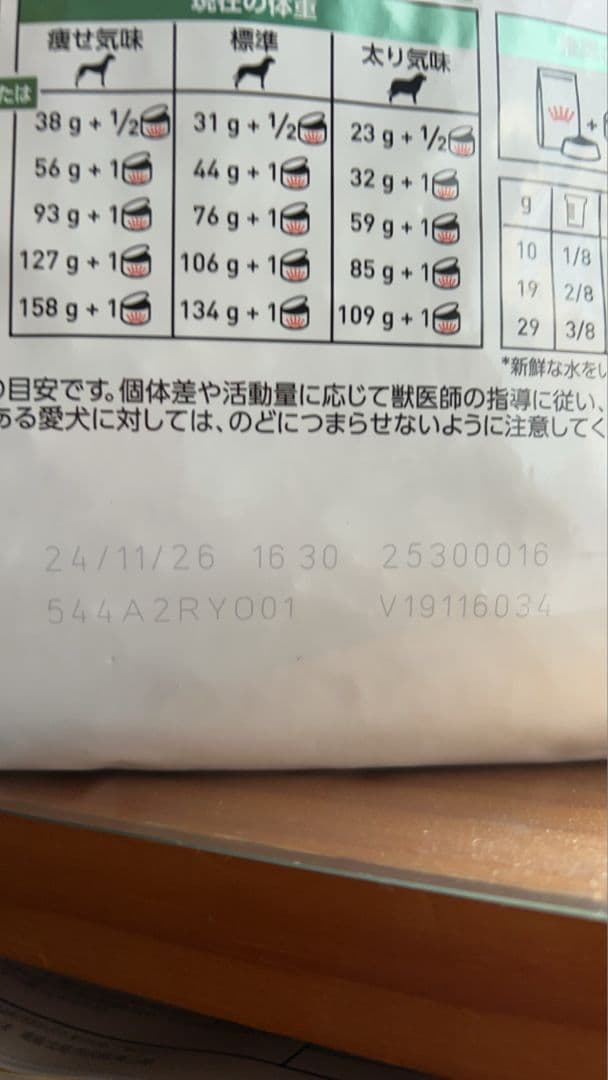 現在の体重
痩せ気味 標準 太り気味
たは
38 g + 1/2 31 g + 1/2 23 g + 1/2
56 g + 1 44 g + 1 32 g + 1
93 g + 1 76 g + 1 59 g + 1
127 g + 1 106 g + 1 85 g + 1
158 g + 1 134 g + 1 109 g + 1
+
g
10 1/8
19 2/8
29 3/8
*新鮮な水をい
目安です。個体差や活動量に応じて獣医師の指導に従い、
ある愛犬に対しては、のどにつまらせないように注意してく
24/11/26 16 30 25300016
544A2RY001 V19116034